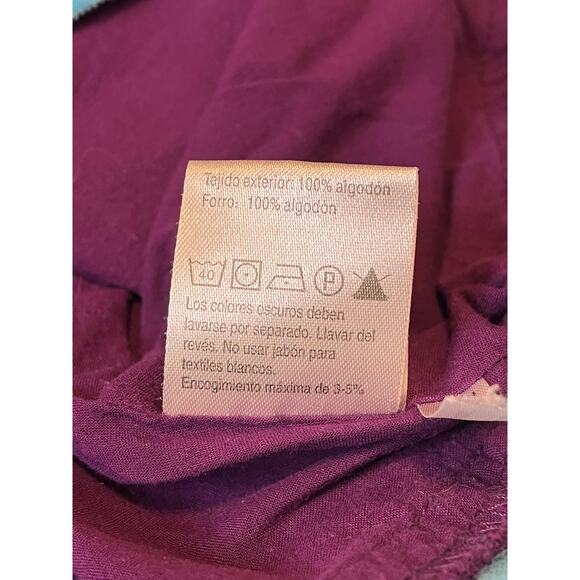 Tejido exterior: 100% algodón
Forro: 100% algodón
40 P
Los colores oscuros deben
lavarse por separado. Llavar del
revés. No usar jabón para
textiles blancos.
Encogimiento máxima de 3-5%